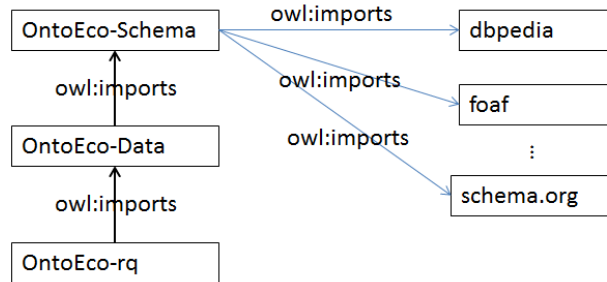 OntoEco-Schema
owl:imports
dbpedia
owl:imports
owl:imports
foaf
owl:imports
OntoEco-Data
...
owl:imports
schema.org
OntoEco-rq